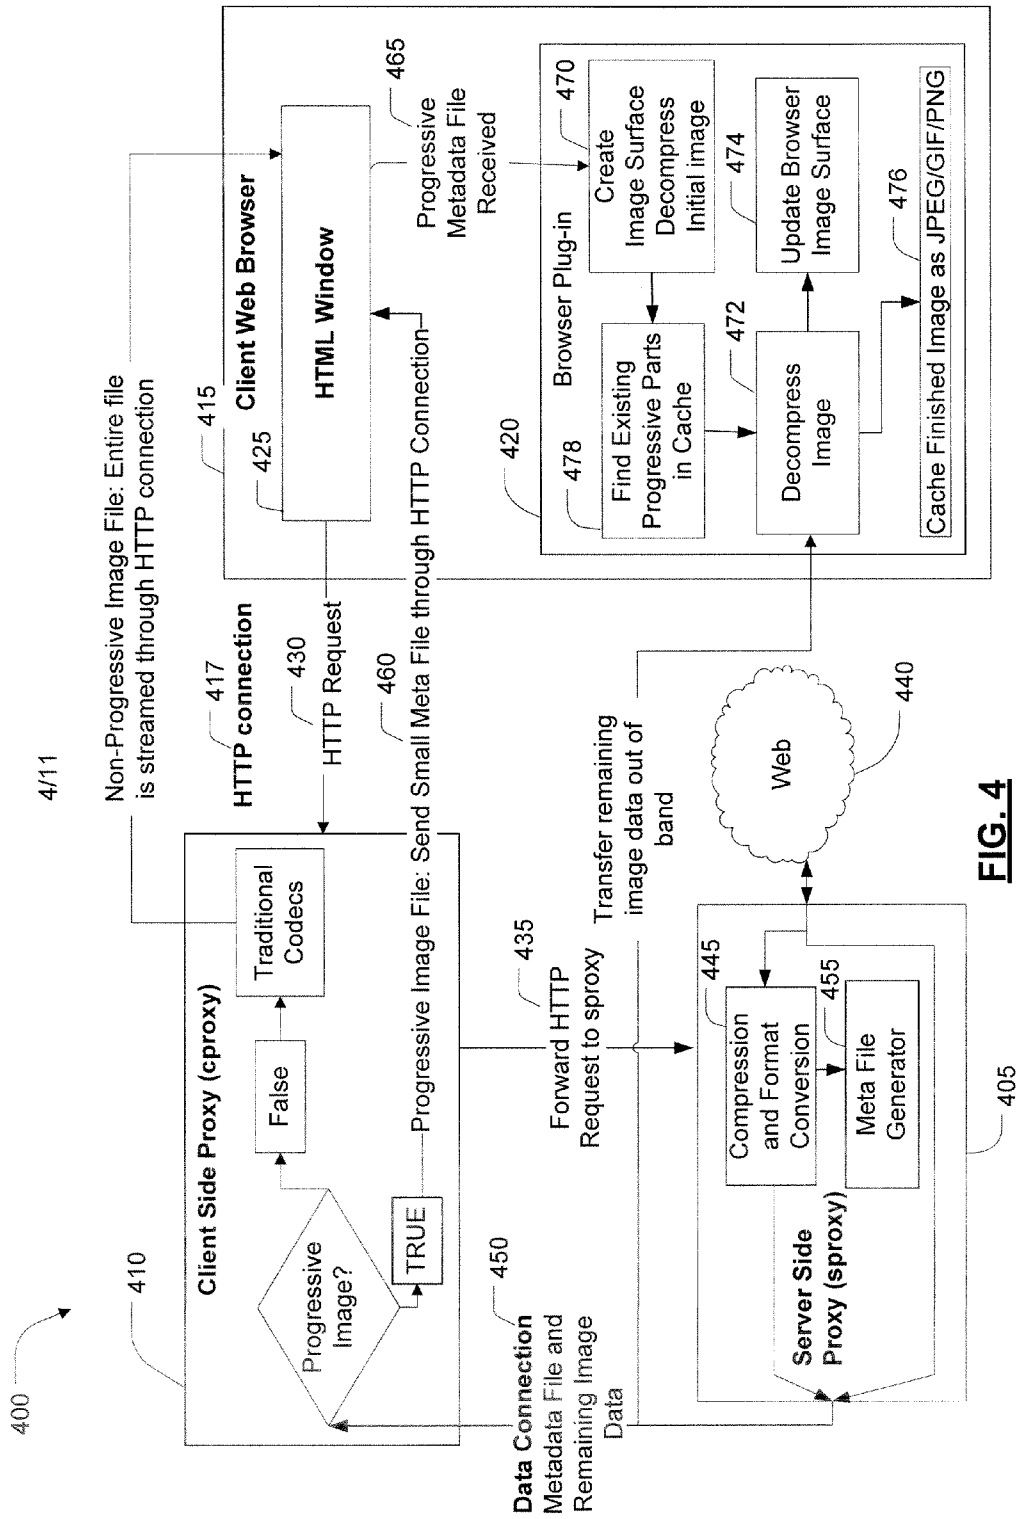 4/11
400
410
Client Side Proxy (cproxy)
Progressive
Image?
False
TRUE
Traditional
Codecs
Non-Progressive Image File: Entire file
is streamed through HTTP connection
417
HTTP connection
430
HTTP Request
460
Progressive Image File: Send Small Meta File through HTTP Connection
415
Client Web Browser
425
HTML Window
465
Progressive
Metadata File
Received
420
Browser Plug-in
470
Create
Image Surface
Decompress
Initial image
478
Find Existing
Progressive Parts
in Cache
472
Decompress
Image
474
Update Browser
Image Surface
476
Cache Finished Image as JPEG/GIF/PNG
450
Data Connection
Metadata File and
Remaining Image
Data
435
Forward HTTP
Request to sproxy
Transfer remaining
image data out of
band
445
Compression
and Format
Conversion
455
Meta File
Generator
Server Side
Proxy (sproxy)
405
Web
440
FIG. 4